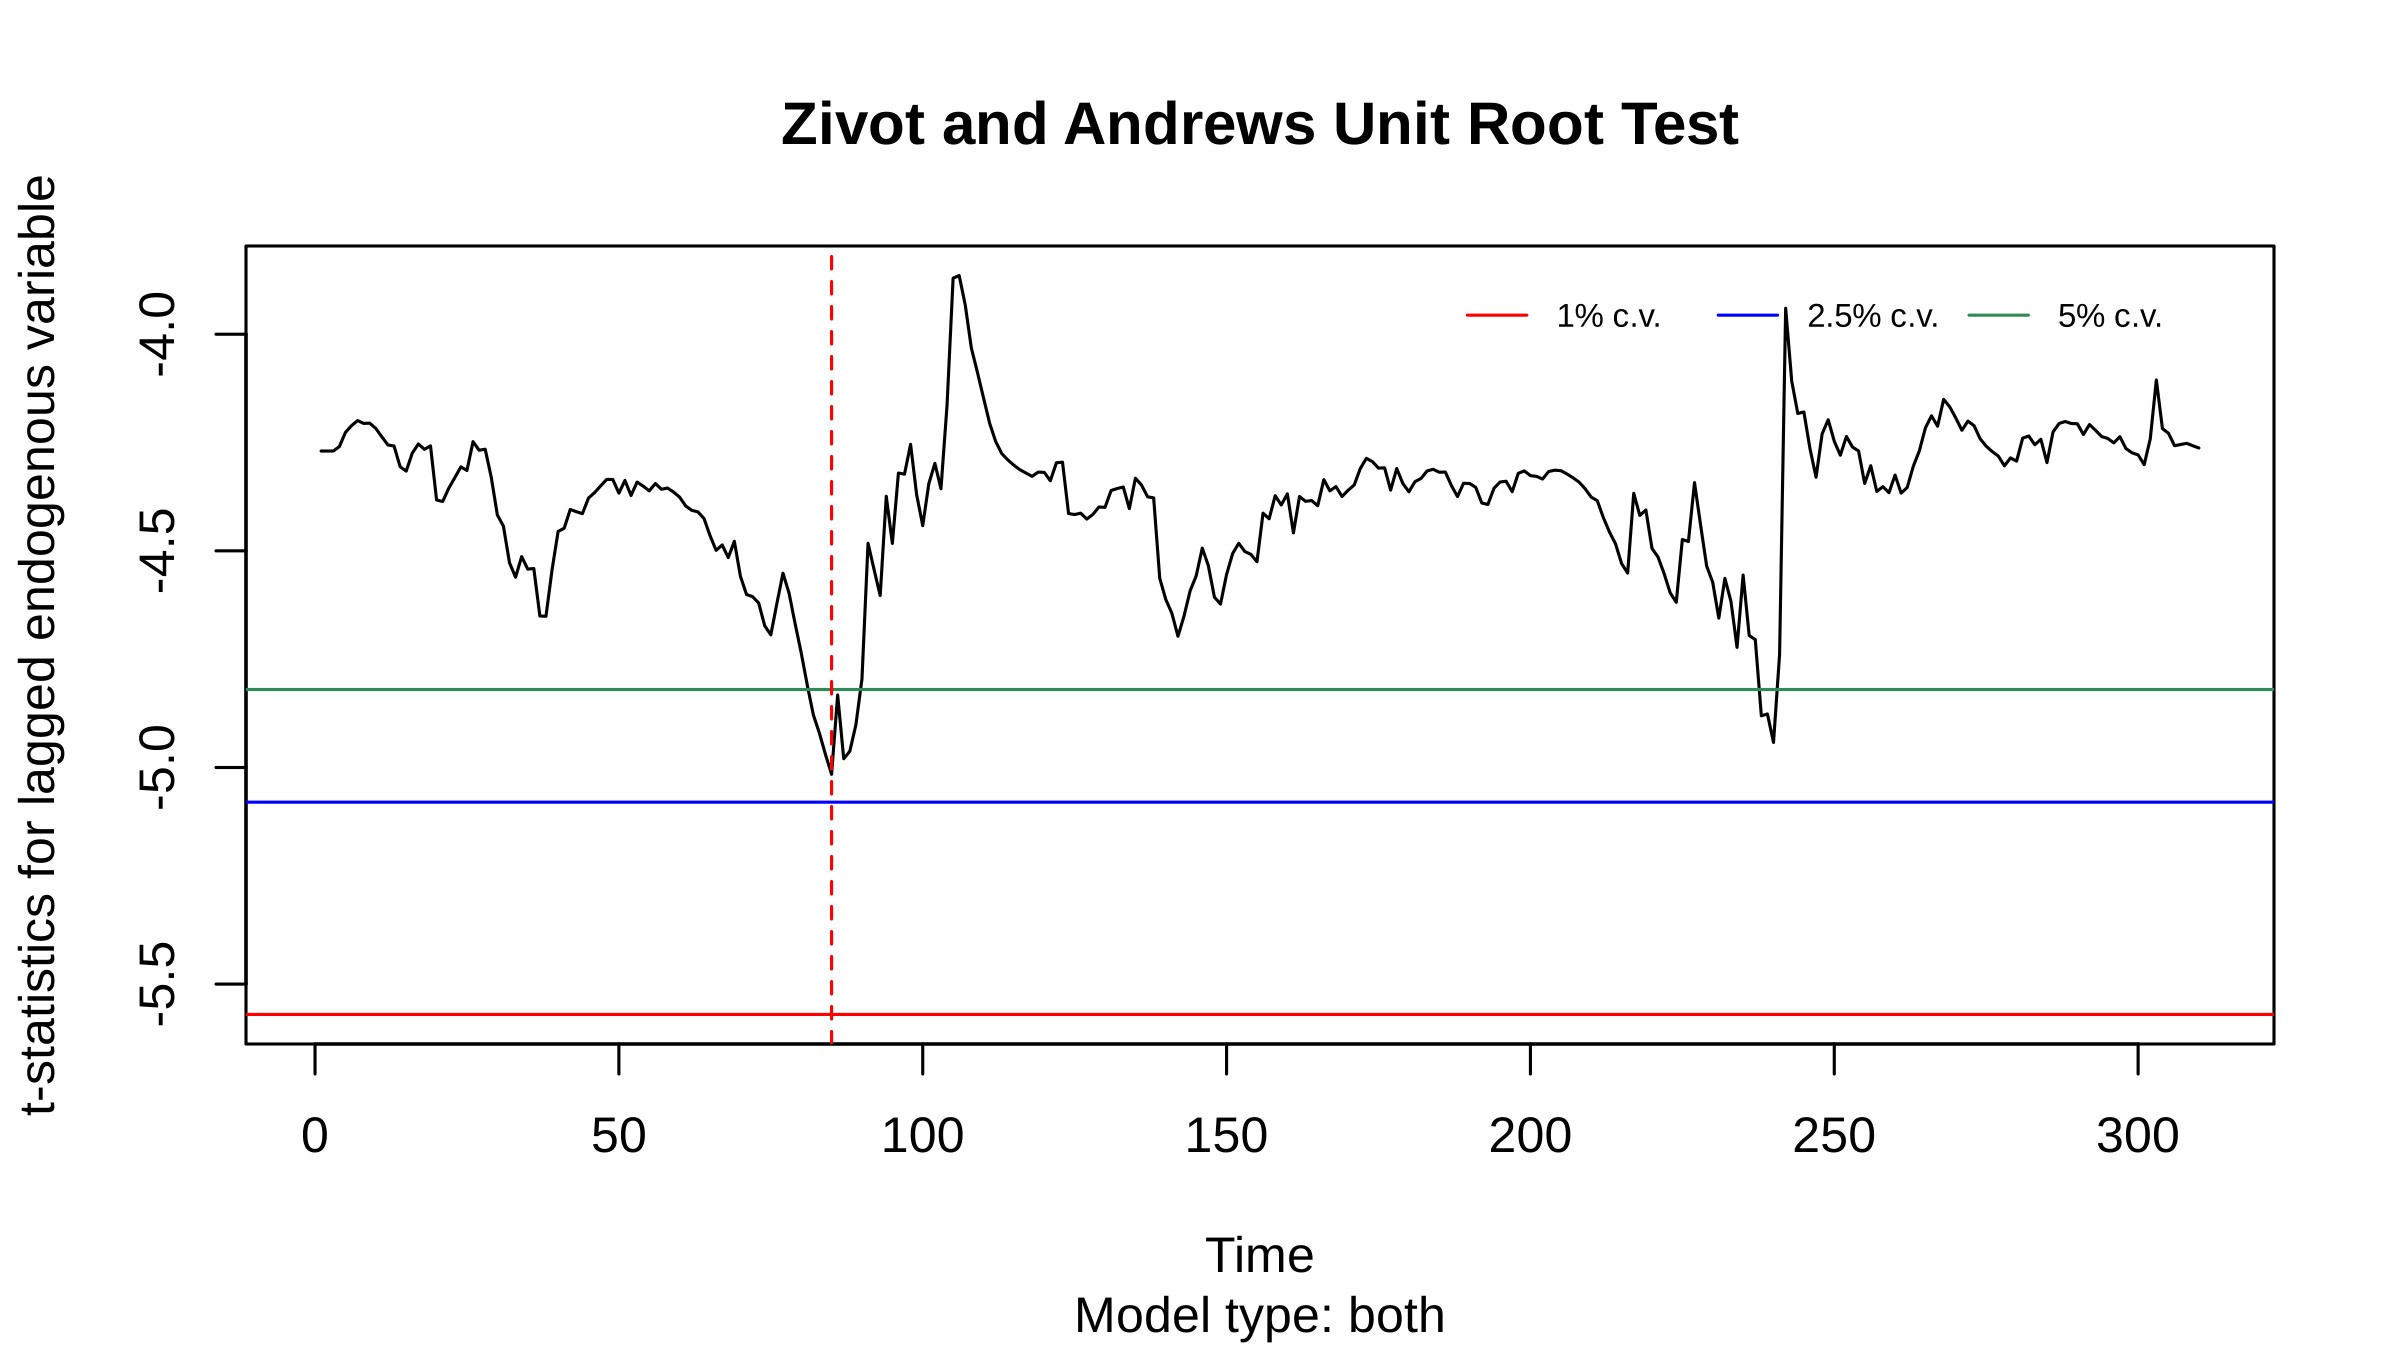 Zivot and Andrews Unit Root Test
t-statistics for lagged endogenous variable
-4.0
-4.5
-5.0
-5.5
1% c.v. 2.5% c.v. 5% c.v.
0 50 100 150 200 250 300
Time
Model type: both